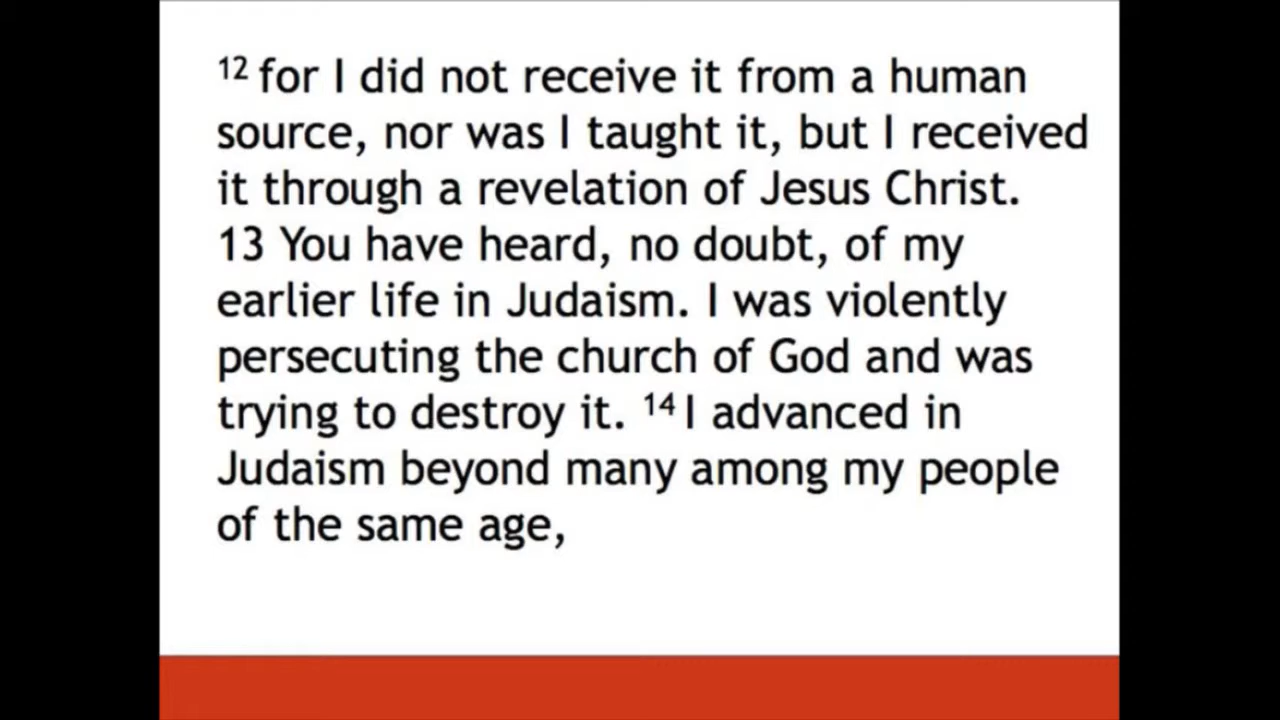 12 for I did not receive it from a human
source, nor was I taught it, but I received
it through a revelation of Jesus Christ.
13 You have heard, no doubt, of my
earlier life in Judaism. I was violently
persecuting the church of God and was
trying to destroy it. 14 I advanced in
Judaism beyond many among my people
of the same age,